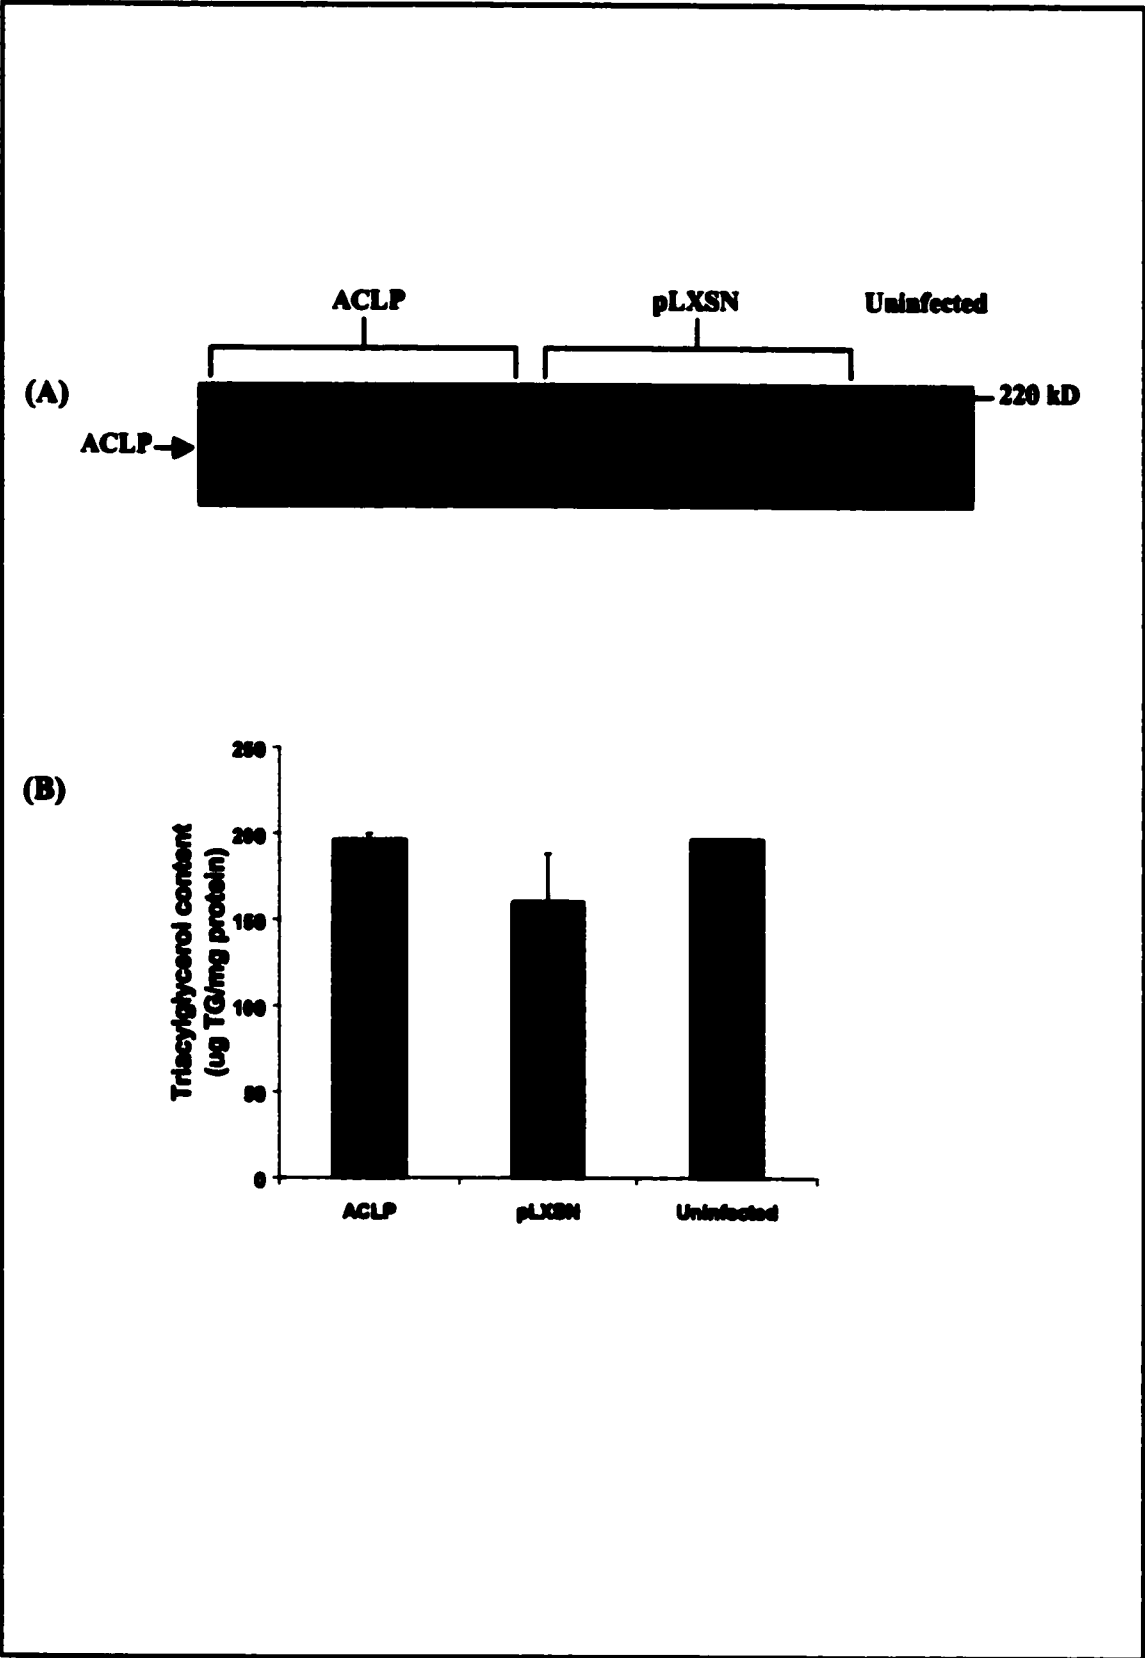 ACLP pLXSN Uninfected
(A)
220 kD
ACLP
(B)
Triacylglycerol content
(ug TG/mg protein)
250
200
150
100
50
0
ACLP pLXSN Uninfected